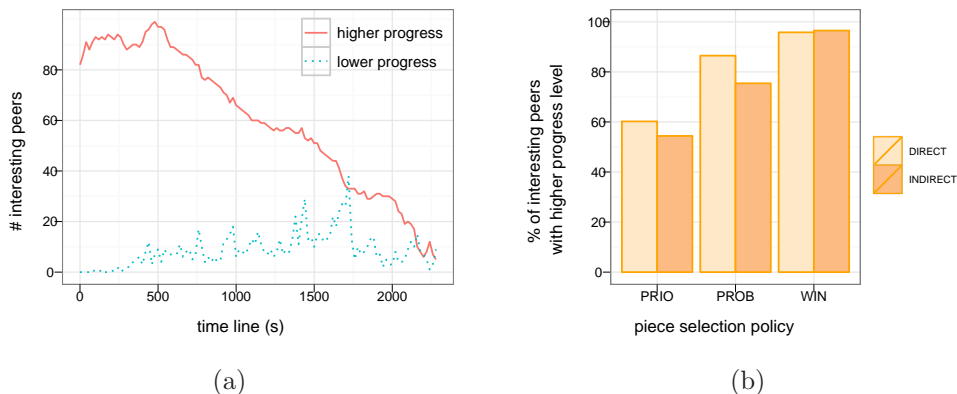 higher progress
lower progress
# interesting peers
80
60
40
20
0
0 500 1000 1500 2000
time line (s)
(a)
% of interesting peers
with higher progress level
100
80
60
40
20
0
PRIO PROB WIN
piece selection policy
DIRECT
INDIRECT
(b)